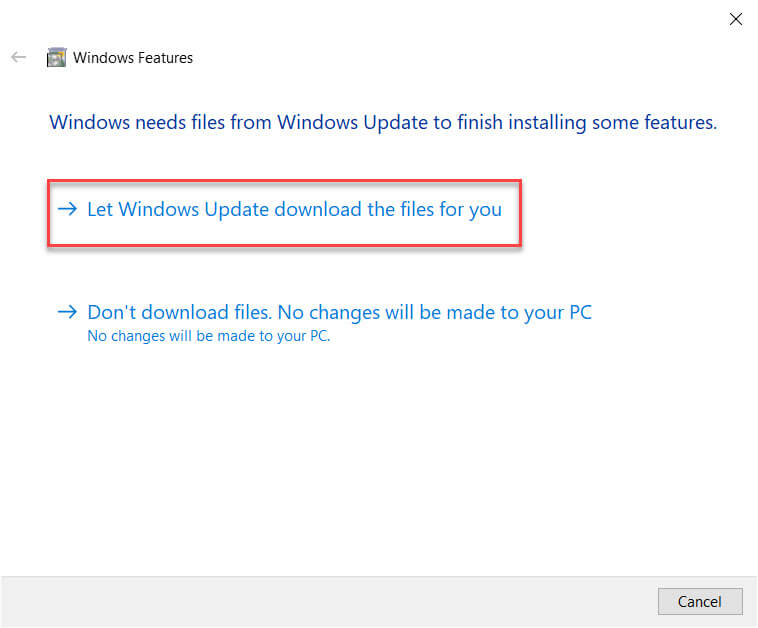 Windows Features
Windows needs files from Windows Update to finish installing some features.
Let Windows Update download the files for you
Don't download files. No changes will be made to your PC
No changes will be made to your PC.
Cancel